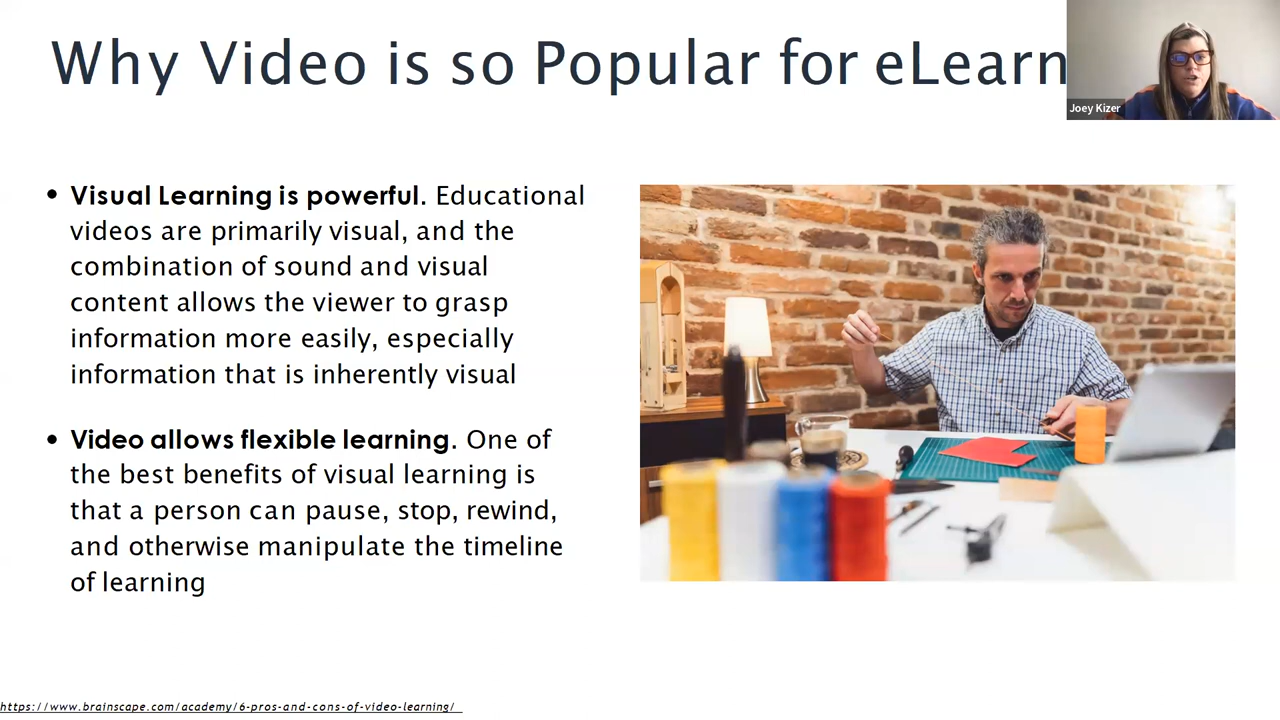 Why Video is so Popular for eLearn
Joey Kizer
• Visual Learning is powerful. Educational
videos are primarily visual, and the
combination of sound and visual
content allows the viewer to grasp
information more easily, especially
information that is inherently visual
• Video allows flexible learning. One of
the best benefits of visual learning is
that a person can pause, stop, rewind,
and otherwise manipulate the timeline
of learning
https://www.brainscape.com/academy/6-pros-and-cons-of-video-learning/